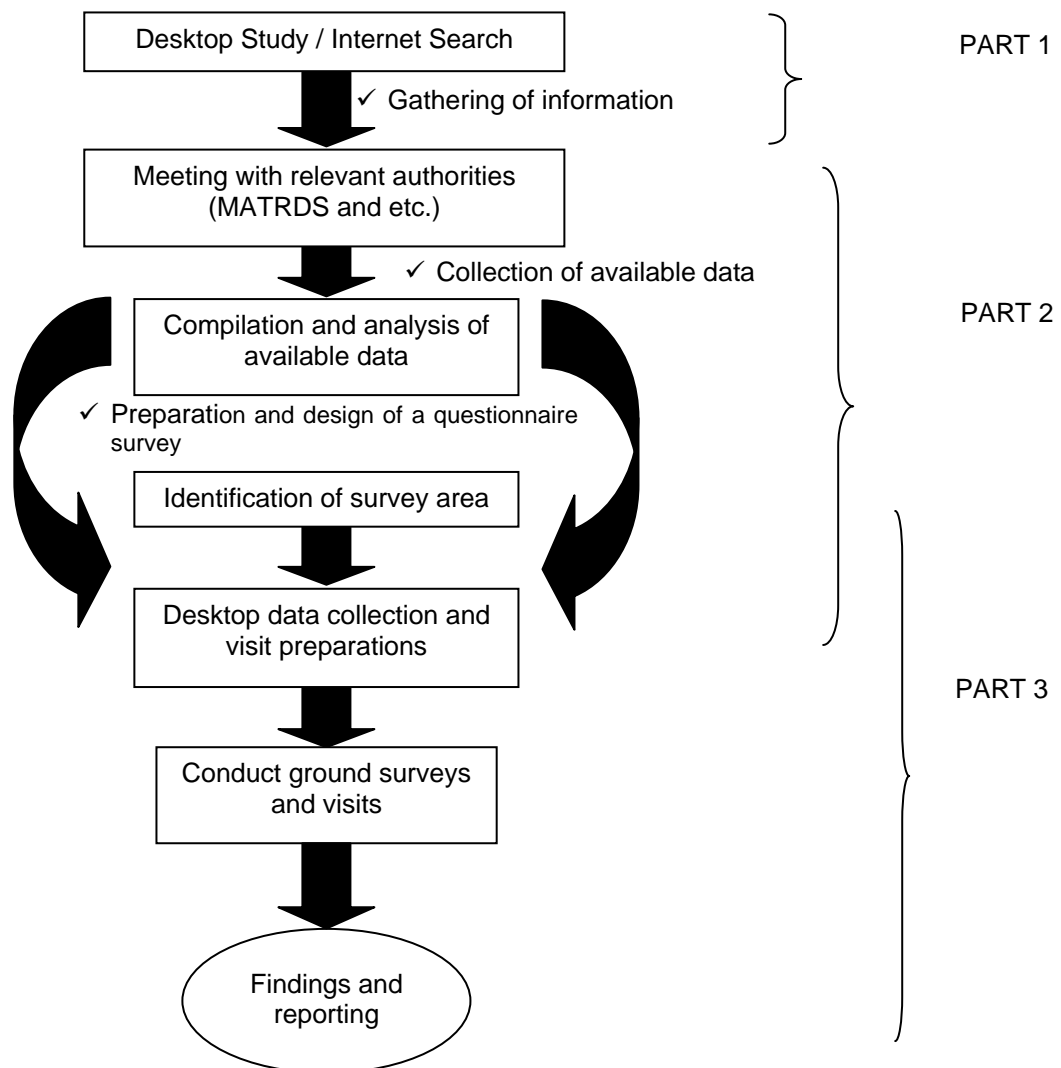 Desktop Study / Internet Search
PART 1
✓ Gathering of information
Meeting with relevant authorities
(MATRDS and etc.)
✓ Collection of available data
PART 2
Compilation and analysis of
available data
✓ Preparation and design of a questionnaire
survey
Identification of survey area
Desktop data collection and
visit preparations
PART 3
Conduct ground surveys
and visits
Findings and
reporting